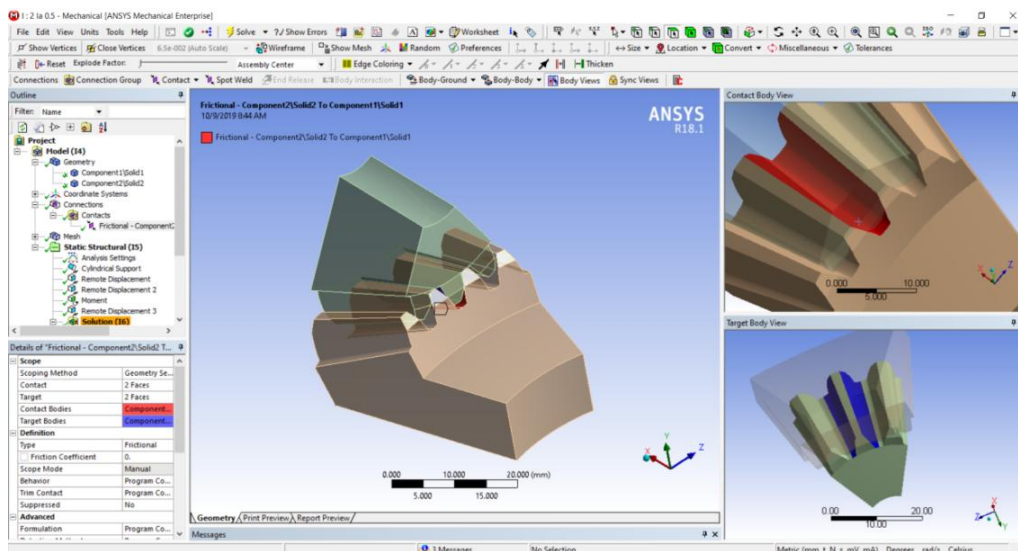 I : 2 la 0.5 - Mechanical [ANSYS Mechanical Enterprise]
File Edit View Units Tools Help Solve ?/ Show Errors Worksheet
Show Vertices Close Vertices 6.5e-002 (Auto Scale) Wireframe Show Mesh Random Preferences Size Location Convert Miscellaneous Tolerances
Reset Explode Factor: Assembly Center Edge Coloring Thicken
Connections Connection Group Contact Spot Weld End Release Body Interaction Body-Ground Body-Body Body Views Sync Views
Outline
Filter: Name
Project
Model (I4)
Geometry
Component1\Solid1
Component2\Solid2
Coordinate Systems
Connections
Contacts
Frictional - Component2
Mesh
Static Structural (I5)
Analysis Settings
Cylindrical Support
Remote Displacement
Remote Displacement 2
Moment
Remote Displacement 3
Solution (I6)
Details of "Frictional - Component2\Solid2 T...
Scope
Scoping Method Geometry Se...
Contact 2 Faces
Target 2 Faces
Contact Bodies Component...
Target Bodies Component...
Definition
Type Frictional
Friction Coefficient 0.
Scope Mode Manual
Behavior Program Co...
Trim Contact Program Co...
Suppressed No
Advanced
Formulation Program Co...
Frictional - Component2\Solid2 To Component1\Solid1
10/9/2019 8:44 AM
Frictional - Component2\Solid2 To Component1\Solid1
ANSYS
R18.1
0.000 10.000 20.000 (mm)
5.000 15.000
X Y Z
Geometry Print Preview Report Preview
Messages
Contact Body View
0.000 10.000
5.000
X Y Z
Target Body View
0.00 20.00
10.00
X Y Z
3 Messages No Selection Metric (mm, t, N, s, mV, mA) Degrees rad/s Celsius